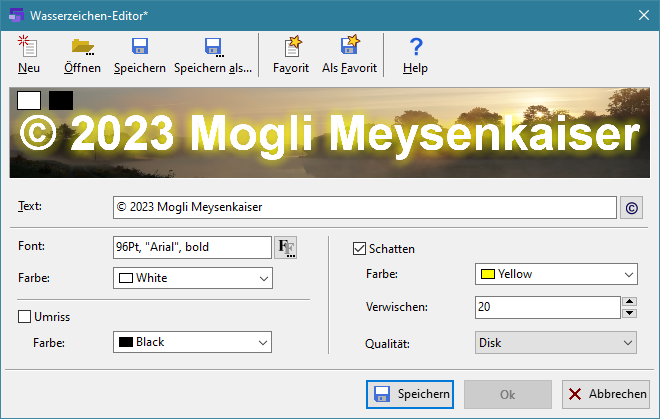 Wasserzeichen-Editor*
Neu Öffnen Speichern Speichern als... Favorit Als Favorit Help
© 2023 Mogli Meysenkaiser
Text: © 2023 Mogli Meysenkaiser ©
Font: 96Pt, "Arial", bold FF...
Farbe: White
Umriss
Farbe: Black
Schatten
Farbe: Yellow
Verwischen: 20
Qualität: Disk
Speichern Ok Abbrechen